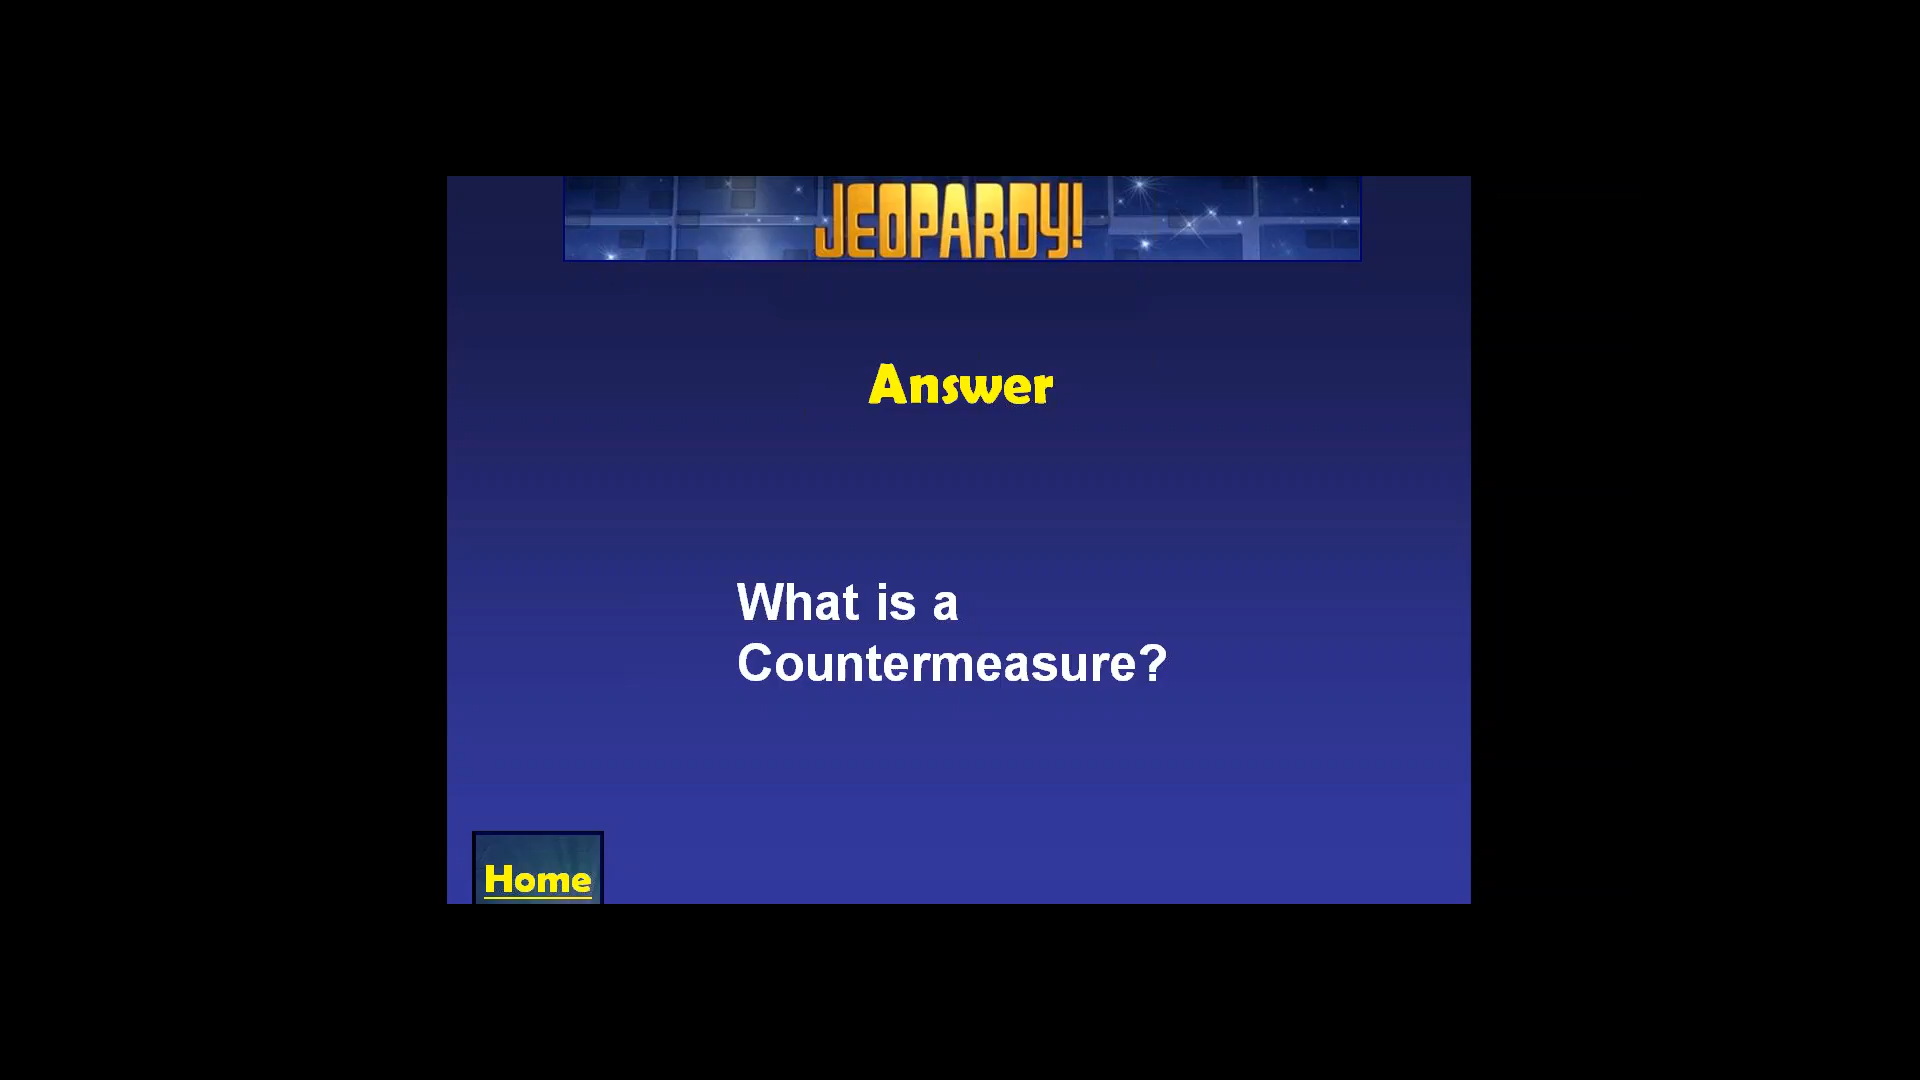 JEOPARDY!
Answer
What is a
Countermeasure?
Home